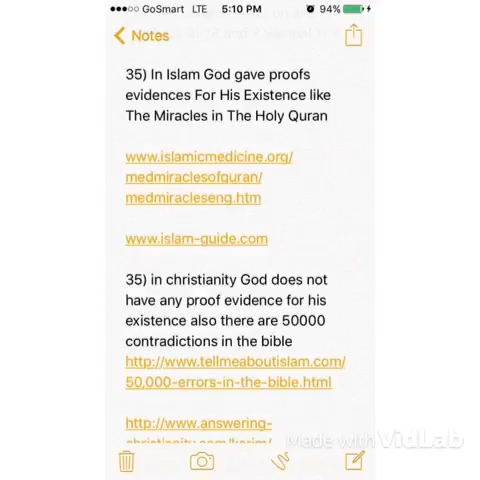 GoSmart LTE 5:10 PM 94%
Notes
35) In Islam God gave proofs
evidences For His Existence like
The Miracles in The Holy Quran
www.islamicmedicine.org/
medmiraclesofquran/
medmiracleseng.htm
www.islam-guide.com
35) in christianity God does not
have any proof evidence for his
existence also there are 50000
contradictions in the bible
http://www.tellmeaboutislam.com/
50,000-errors-in-the-bible.html
http://www.answering-
christianity.com/karim/
Made with VidLab